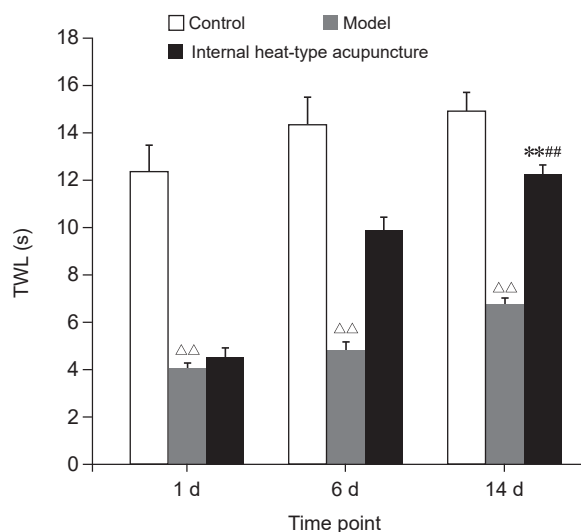 Control Model
Internal heat-type acupuncture
18
16
14
12
10
8
6
4
2
0
TWL (s)
△△
△△
△△
**##
1 d 6 d 14 d
Time point